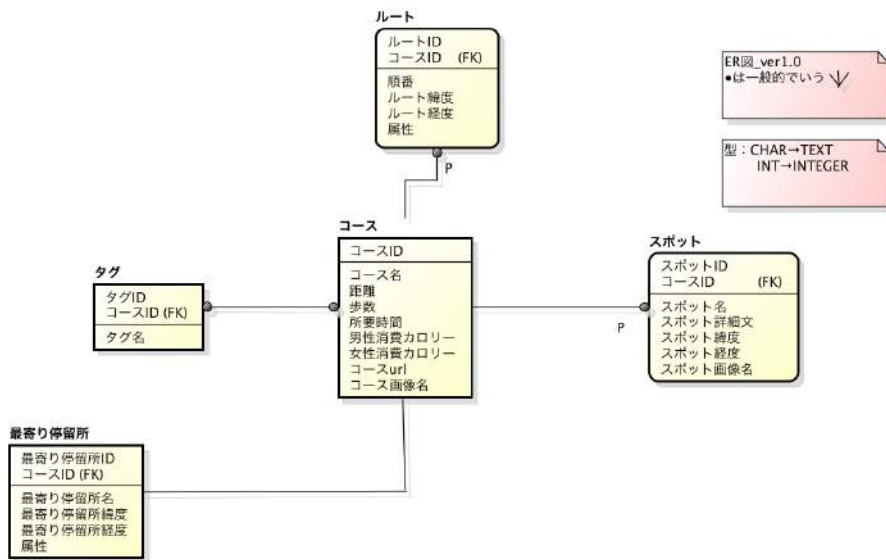 ルート
ルートID
コースID (FK)
順番
ルート緯度
ルート経度
属性
P
ER図_ver1.0
●は一般的でいう
型：CHAR→TEXT
INT→INTEGER
コース
コースID
コース名
距離
歩数
所要時間
男性消費カロリー
女性消費カロリー
コースurl
コース画像名
スポット
スポットID
コースID (FK)
スポット名
スポット詳細文
スポット緯度
スポット経度
スポット画像名
P
タグ
タグID
コースID (FK)
タグ名
最寄り停留所
最寄り停留所ID
コースID (FK)
最寄り停留所名
最寄り停留所緯度
最寄り停留所経度
属性